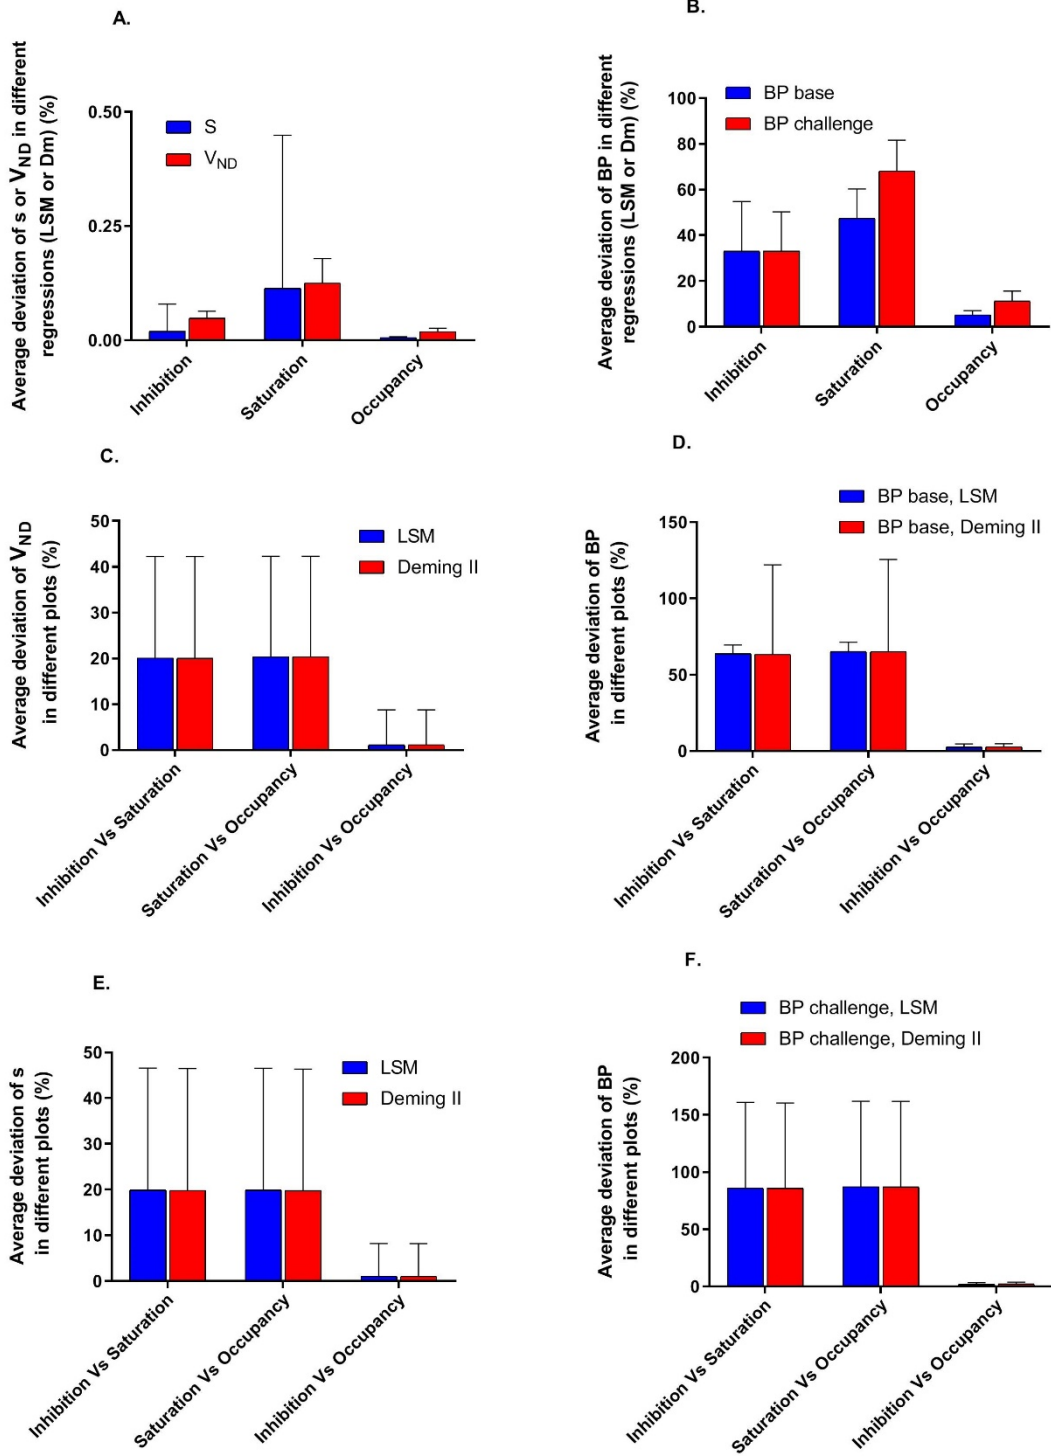 A.
Average deviation of s or VND in different
regressions (LSM or Dm) (%)
0.50
0.25
0.00
S
VND
Inhibition
Saturation
Occupancy
B.
Average deviation of BP in different
regressions (LSM or Dm) (%)
100
80
60
40
20
0
BP base
BP challenge
Inhibition
Saturation
Occupancy
C.
Average deviation of VND
in different plots (%)
50
40
30
20
10
0
LSM
Deming II
Inhibition Vs Saturation
Saturation Vs Occupancy
Inhibition Vs Occupancy
D.
Average deviation of BP
in different plots (%)
150
100
50
0
BP base, LSM
BP base, Deming II
Inhibition Vs Saturation
Saturation Vs Occupancy
Inhibition Vs Occupancy
E.
Average deviation of s
in different plots (%)
50
40
30
20
10
0
LSM
Deming II
Inhibition Vs Saturation
Saturation Vs Occupancy
Inhibition Vs Occupancy
F.
Average deviation of BP
in different plots (%)
200
150
100
50
0
BP challenge, LSM
BP challenge, Deming II
Inhibition Vs Saturation
Saturation Vs Occupancy
Inhibition Vs Occupancy